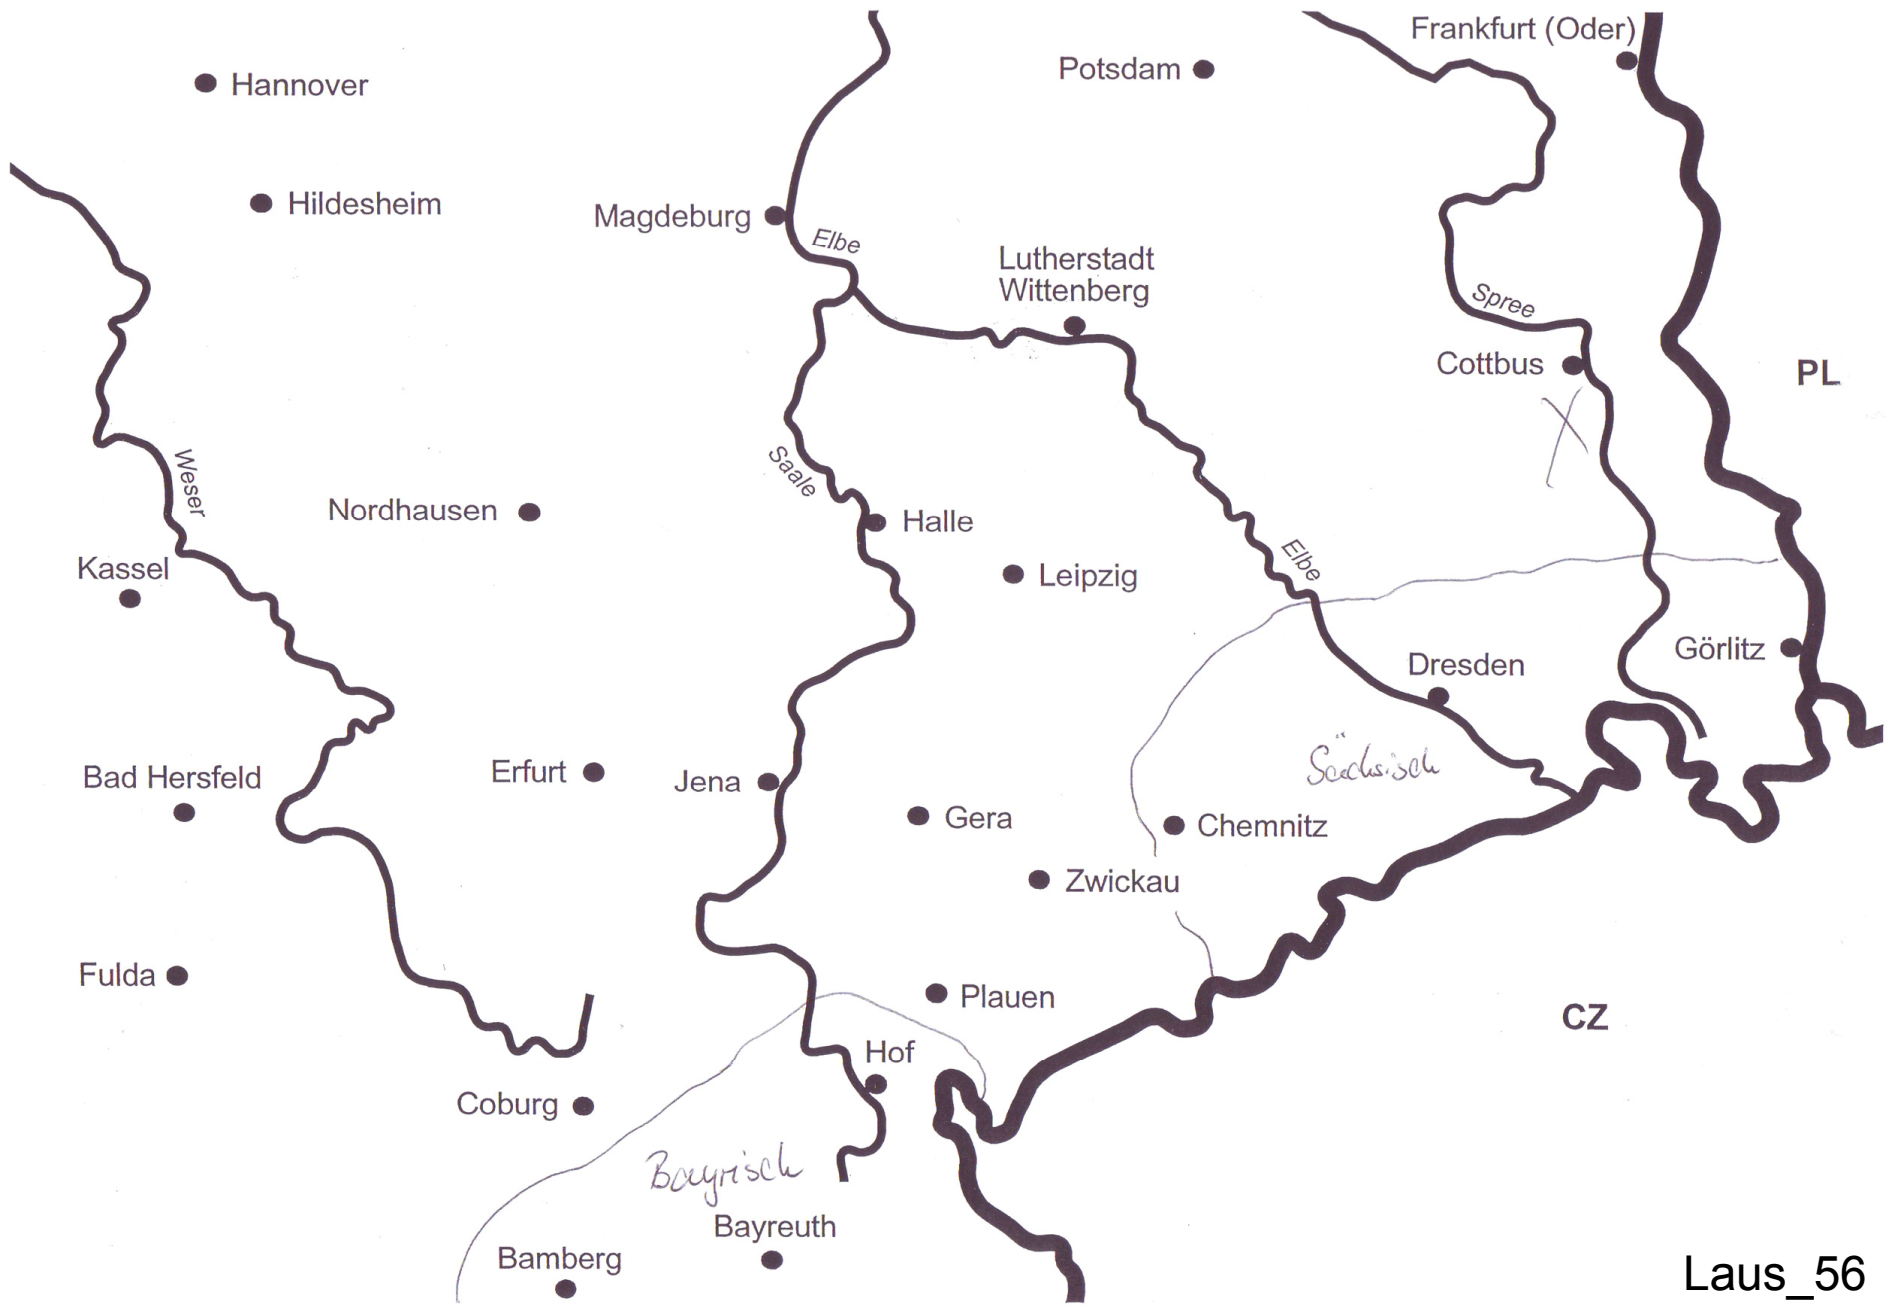 Frankfurt (Oder)
Potsdam
Hannover
Hildesheim
Magdeburg
Elbe
Lutherstadt
Wittenberg
Spree
Cottbus
PL
X
Weser
Saale
Nordhausen
Halle
Elbe
Kassel
Leipzig
Görlitz
Dresden
Sächsisch
Bad Hersfeld
Erfurt
Jena
Gera
Chemnitz
Zwickau
Fulda
Plauen
CZ
Hof
Coburg
Bayrisch
Bayreuth
Bamberg
Laus_56